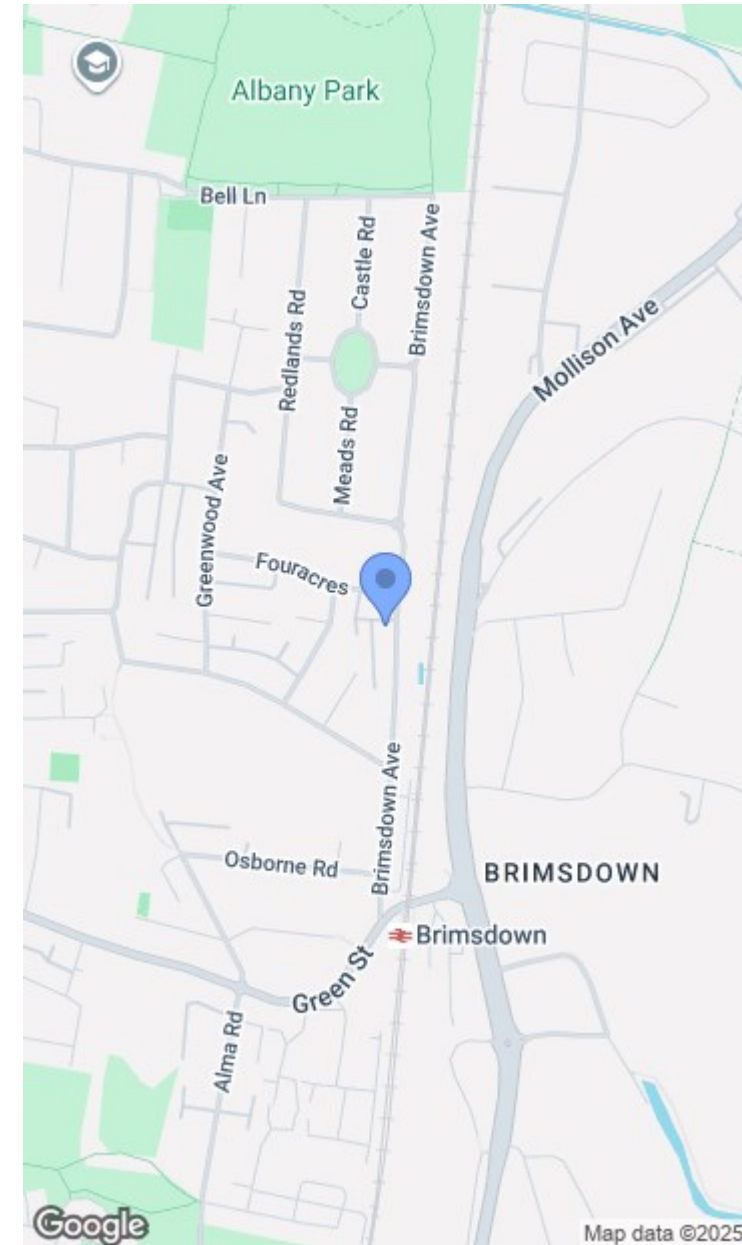 Albany Park
Bell Ln
Castle Rd
Brimsdown Ave
Redlands Rd
Mollison Ave
Meads Rd
Greenwood Ave
Fouracres
Brimsdown Ave
Osborne Rd
BRIMSDOWN
Brimsdown
Green St
Alma Rd
Google
Map data ©2025